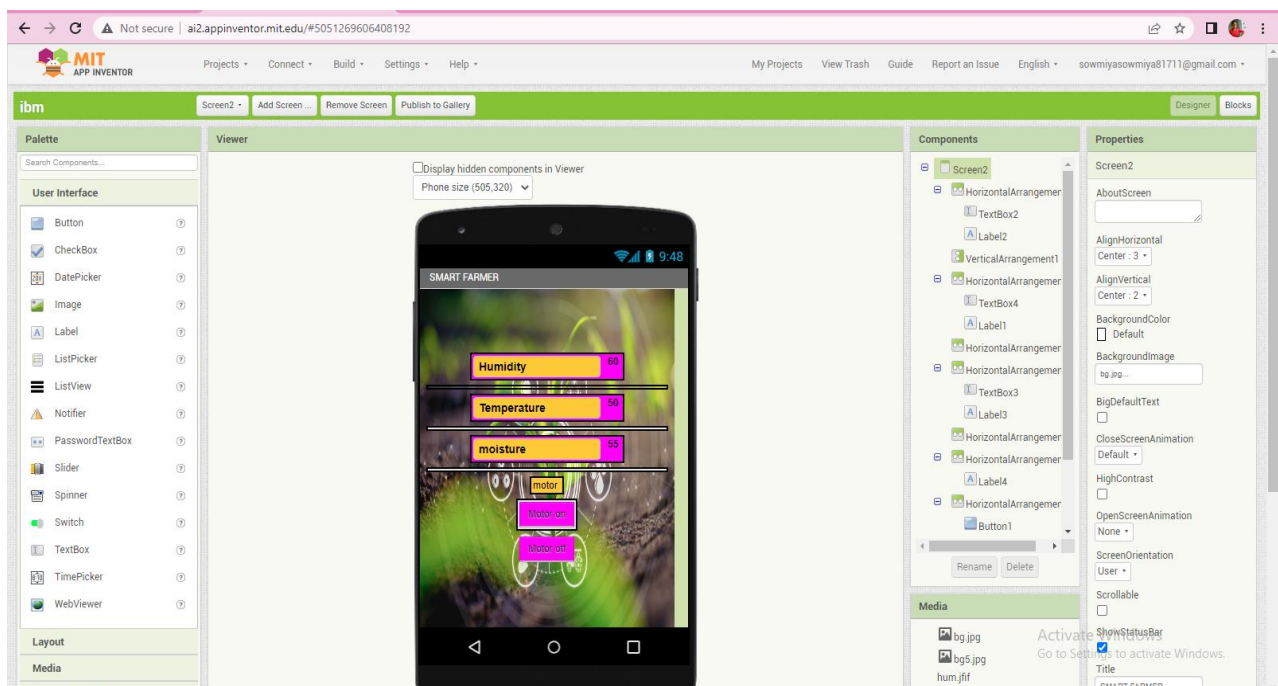 Not secure | ai2.appinventor.mit.edu/#5051269606408192
MIT
APP INVENTOR
Projects Connect Build Settings Help My Projects View Trash Guide Report an Issue English sowmiyasowmiya81711@gmail.com
ibm Screen2 Add Screen ... Remove Screen Publish to Gallery Designer Blocks
Palette
Search Components...
User Interface
Button
CheckBox
DatePicker
Image
Label
ListPicker
ListView
Notifier
PasswordTextBox
Slider
Spinner
Switch
TextBox
TimePicker
WebViewer
Layout
Media
Viewer
Display hidden components in Viewer
Phone size (505,320)
9:48
SMART FARMER
Humidity 60
Temperature 50
moisture 55
motor
Motor on
Motor off
Components
Screen2
HorizontalArrangemer
TextBox2
Label2
VerticalArrangement1
HorizontalArrangemer
TextBox4
Label1
HorizontalArrangemer
HorizontalArrangemer
TextBox3
Label3
HorizontalArrangemer
HorizontalArrangemer
Label4
HorizontalArrangemer
Button1
Rename Delete
Media
bg.jpg
bg5.jpg
hum.jfif
Properties
Screen2
AboutScreen
AlignHorizontal
Center : 3
AlignVertical
Center : 2
BackgroundColor
Default
BackgroundImage
bg.jpg...
BigDefaultText
CloseScreenAnimation
Default
HighContrast
OpenScreenAnimation
None
ScreenOrientation
User
Scrollable
ShowStatusBar
Title
SMART FARMER
Activate Windows
Go to Settings to activate Windows.